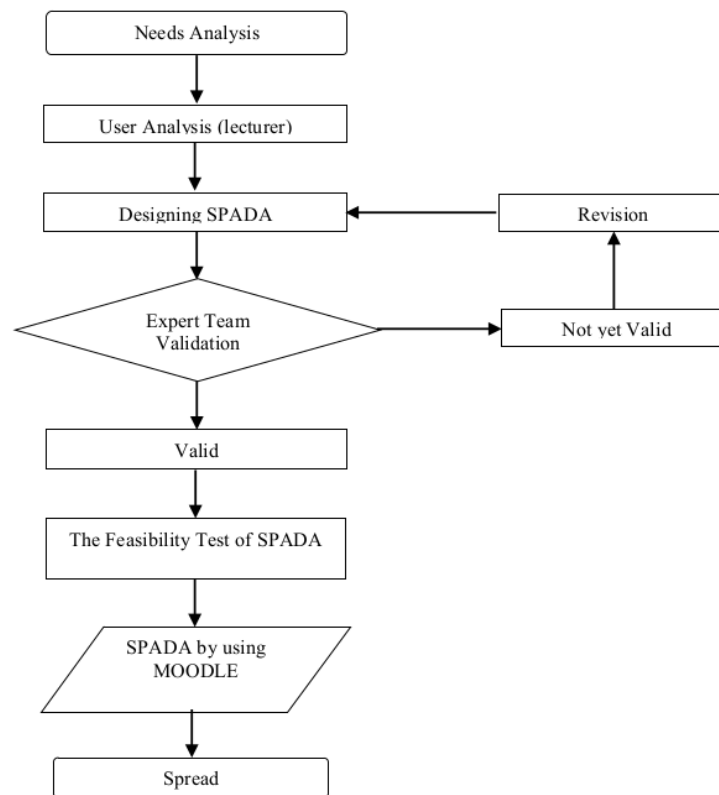 Needs Analysis
User Analysis (lecturer)
Designing SPADA
Revision
Expert Team
Validation
Not yet Valid
Valid
The Feasibility Test of SPADA
SPADA by using
MOODLE
Spread